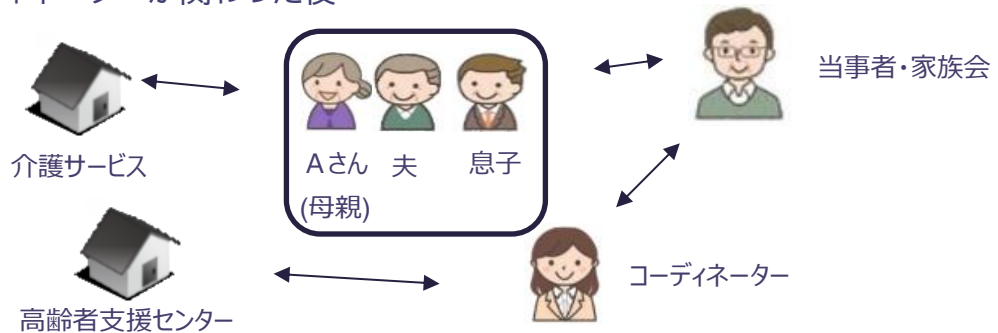 当事者・家族会
介護サービス
Aさん 夫 息子
(母親)
コーディネーター
高齢者支援センター